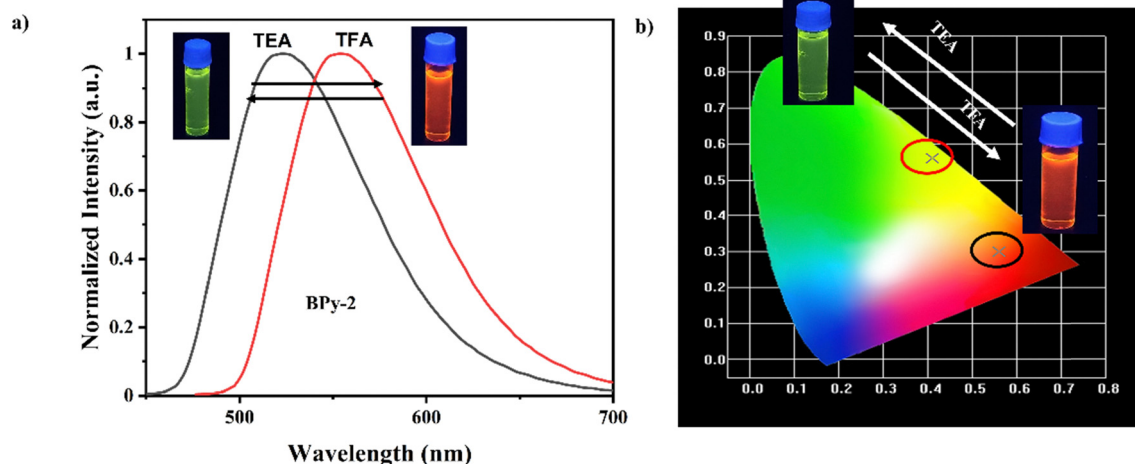 a)
TEA
TFA
1
0.8
0.6
0.4
0.2
0
Normalized Intensity (a.u.)
BPy-2
500
600
700
Wavelength (nm)
b)
TEA
TEA
0.9
0.8
0.7
0.6
0.5
0.4
0.3
0.2
0.1
0.0
0.0 0.1 0.2 0.3 0.4 0.5 0.6 0.7 0.8